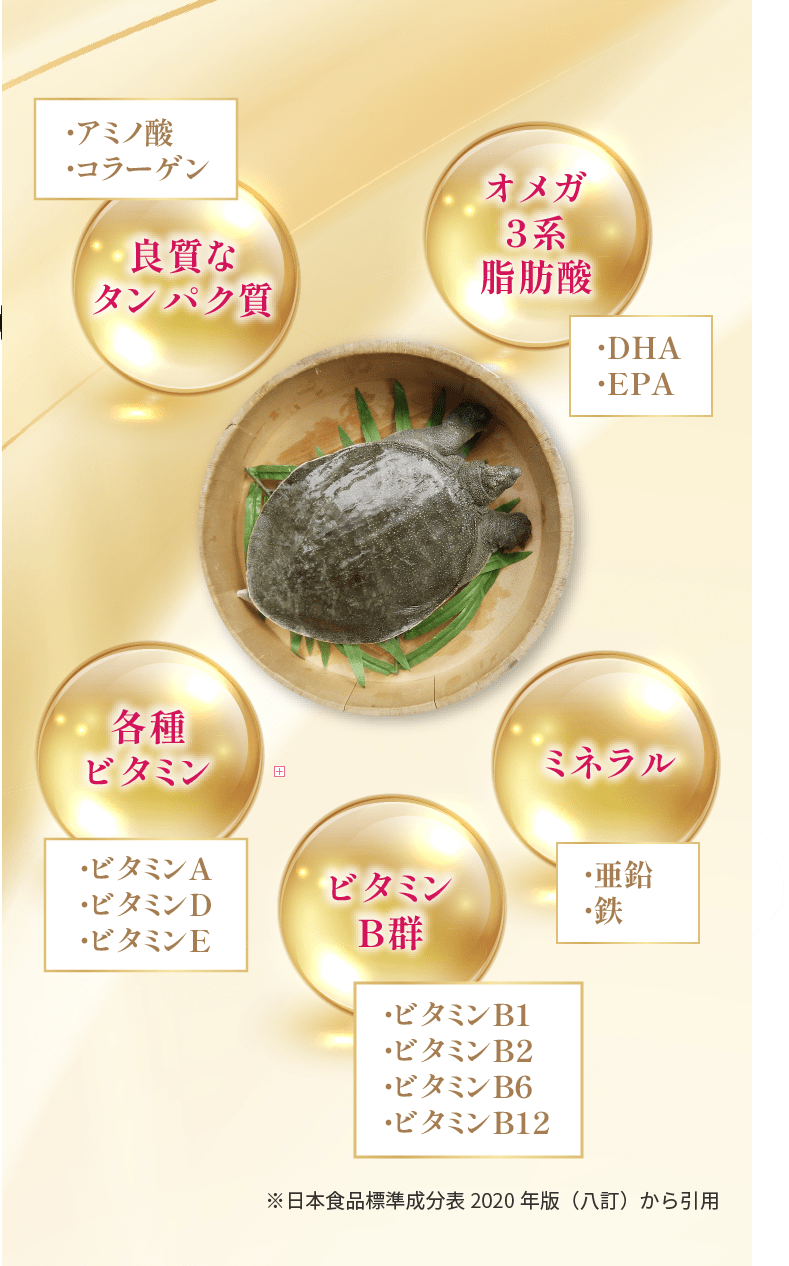 ・アミノ酸
・コラーゲン
良質な
タンパク質
オメガ
3系
脂肪酸
・DHA
・EPA
各種
ビタミン
・ビタミンA
・ビタミンD
・ビタミンE
ミネラル
・亜鉛
・鉄
ビタミン
B群
・ビタミンB1
・ビタミンB2
・ビタミンB6
・ビタミンB12
※日本食品標準成分表 2020 年版（八訂）から引用